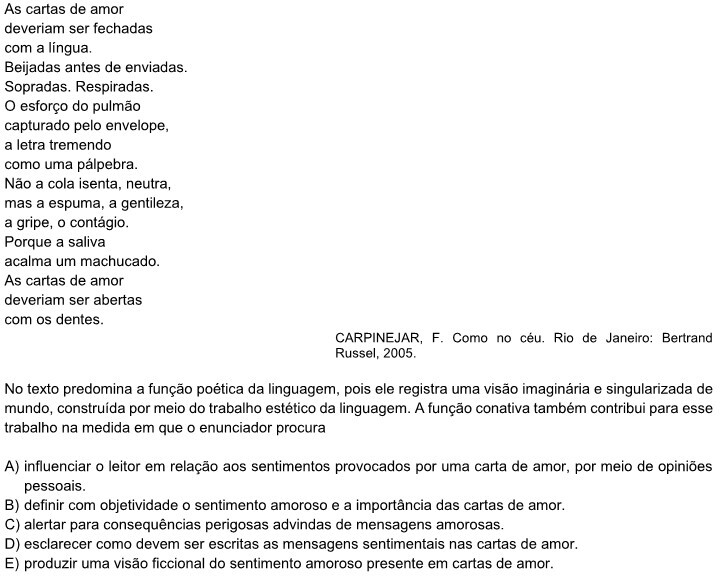 As cartas de amor
deveriam ser fechadas
com a língua.
Beijadas antes de enviadas.
Sopradas. Respiradas.
O esforço do pulmão
capturado pelo envelope,
a letra tremendo
como uma pálpebra.
Não a cola isenta, neutra,
mas a espuma, a gentileza,
a gripe, o contágio.
Porque a saliva
acalma um machucado.
As cartas de amor
deveriam ser abertas
com os dentes.
CARPINEJAR, F. Como no céu. Rio de Janeiro: Bertrand
Russel, 2005.
No texto predomina a função poética da linguagem, pois ele registra uma visão imaginária e singularizada de
mundo, construída por meio do trabalho estético da linguagem. A função conativa também contribui para esse
trabalho na medida em que o enunciador procura
A) influenciar o leitor em relação aos sentimentos provocados por uma carta de amor, por meio de opiniões
pessoais.
B) definir com objetividade o sentimento amoroso e a importância das cartas de amor.
C) alertar para consequências perigosas advindas de mensagens amorosas.
D) esclarecer como devem ser escritas as mensagens sentimentais nas cartas de amor.
E) produzir uma visão ficcional do sentimento amoroso presente em cartas de amor.